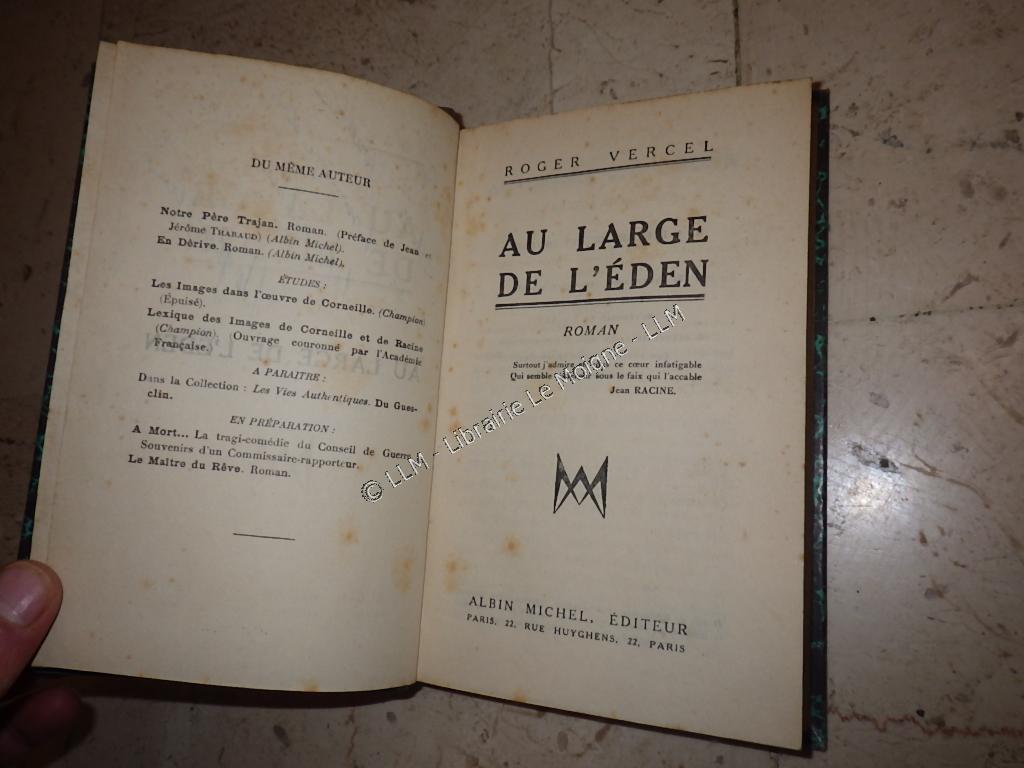 DU MÊME AUTEUR
Notre Père Trajan. Roman. (Préface de Jean et
Jérôme THARAUD) (Albin Michel).
En Dérive. Roman. (Albin Michel).
ÉTUDES :
Les Images dans l'œuvre de Corneille. (Champion)
(Épuisé).
Lexique des Images de Corneille et de Racine
(Champion). Ouvrage couronné par l'Académie
Française.
A PARAITRE :
Dans la Collection : Les Vies Authentiques. Du Gues-
clin.
EN PRÉPARATION :
A Mort... La tragi-comédie du Conseil de Guerre.
Souvenirs d'un Commissaire-rapporteur.
Le Maître du Rêve. Roman.
ROGER VERCEL
AU LARGE
DE L'ÉDEN
ROMAN
Surtout j'admire ce cœur infatigable
Qui semble sous le faix qui l'accable
Jean RACINE.
ALBIN MICHEL, ÉDITEUR
PARIS, 22, RUE HUYGHENS, 22, PARIS
© LLM - Librairie Le Moigne - LLM